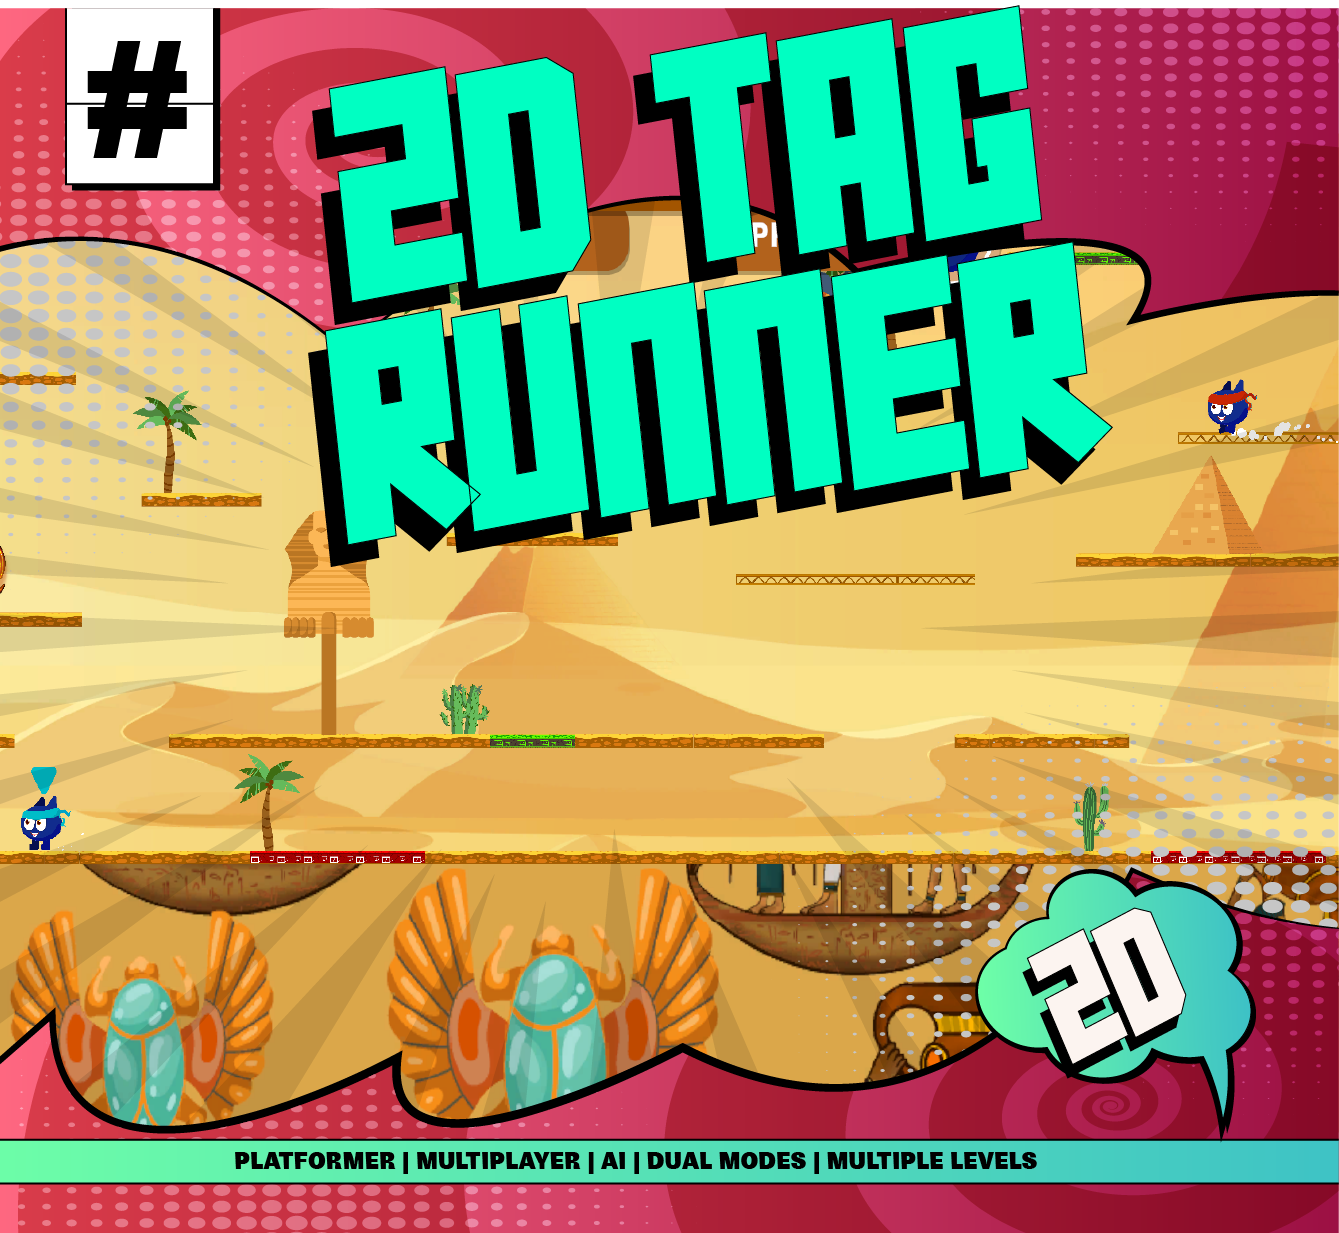 #
2D TAG
RUNNER
2D
PLATFORMER | MULTIPLAYER | AI | DUAL MODES | MULTIPLE LEVELS